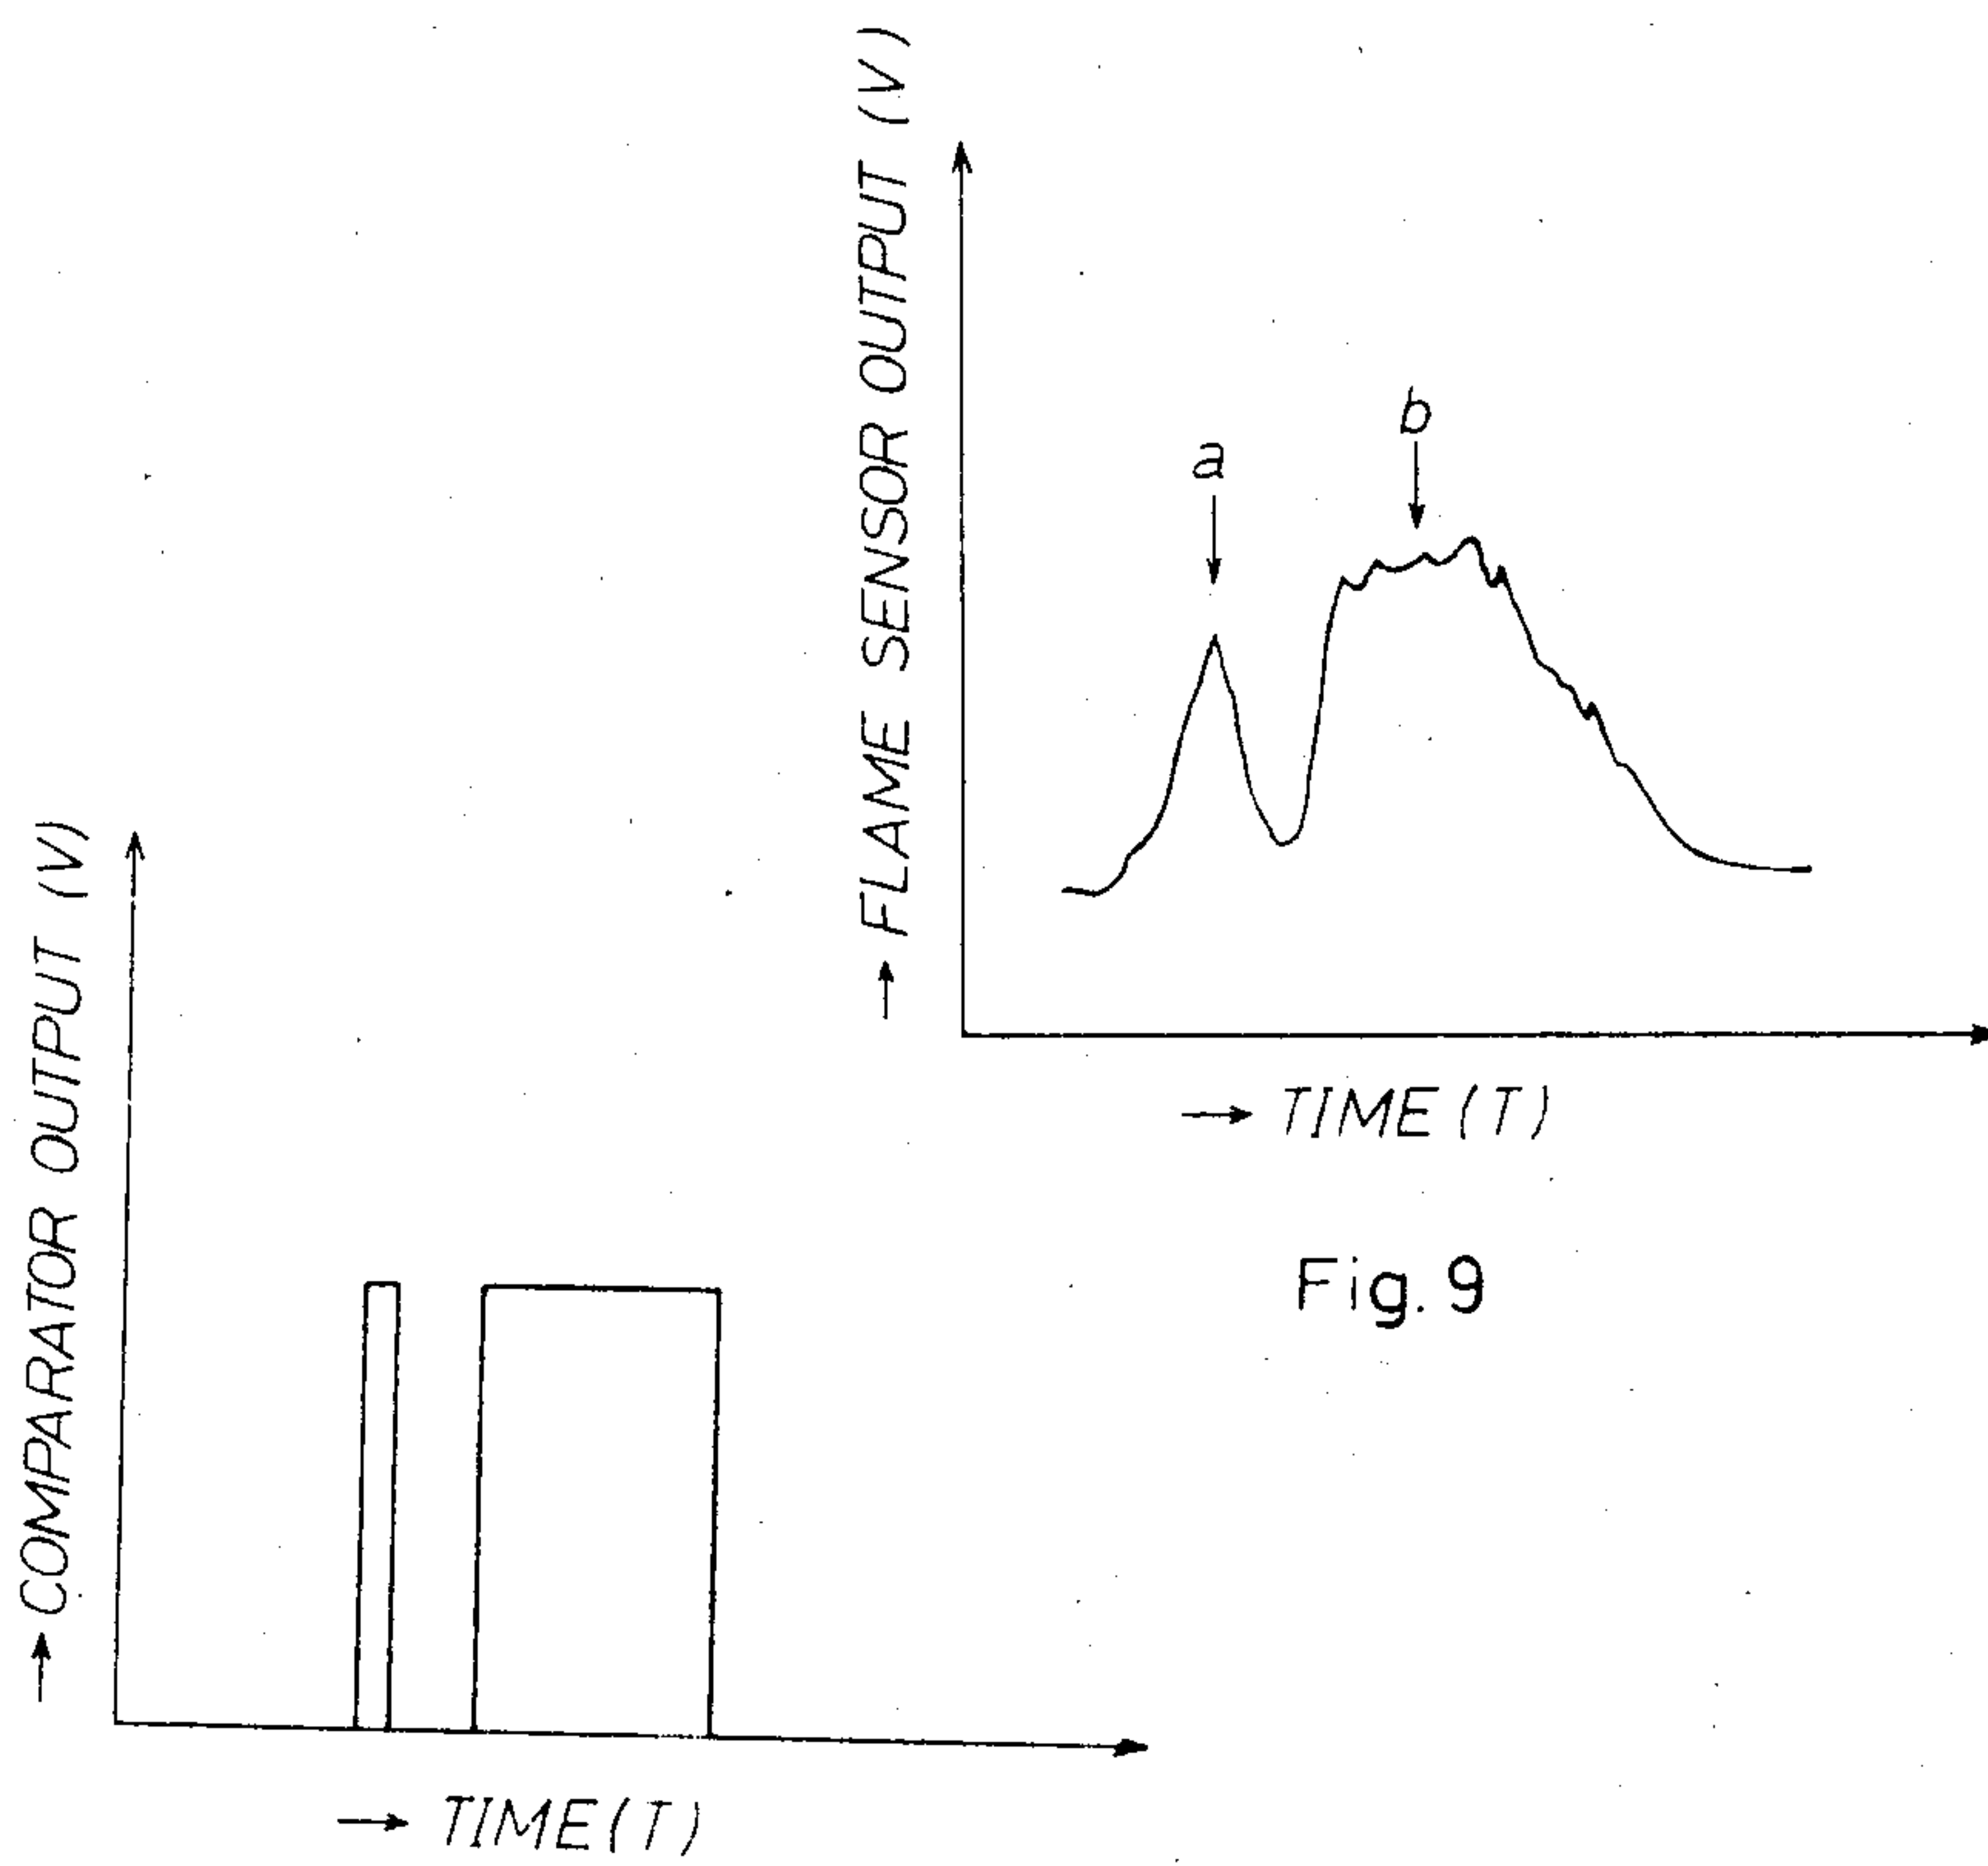 FLAME SENSOR OUTPUT (V)
a
b
TIME (T)
Fig. 9
COMPARATOR OUTPUT (V)
TIME (T)